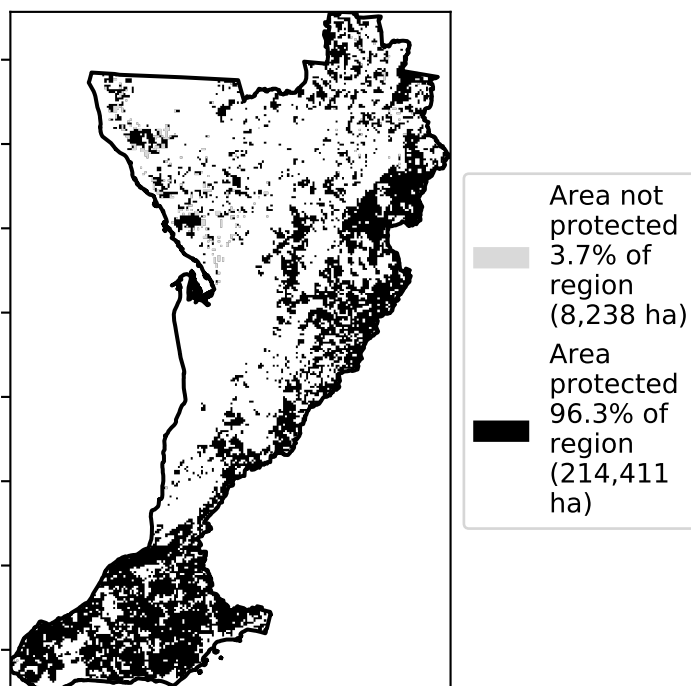 Area not
protected
3.7% of
region
(8,238 ha)
Area
protected
96.3% of
region
(214,411
ha)